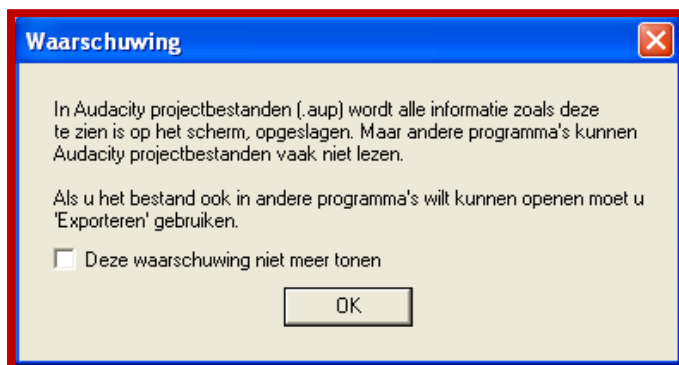 Waarschuwing
In Audacity projectbestanden (.aup) wordt alle informatie zoals deze
te zien is op het scherm, opgeslagen. Maar andere programma's kunnen
Audacity projectbestanden vaak niet lezen.
Als u het bestand ook in andere programma's wilt kunnen openen moet u
'Exporteren' gebruiken.
Deze waarschuwing niet meer tonen
OK